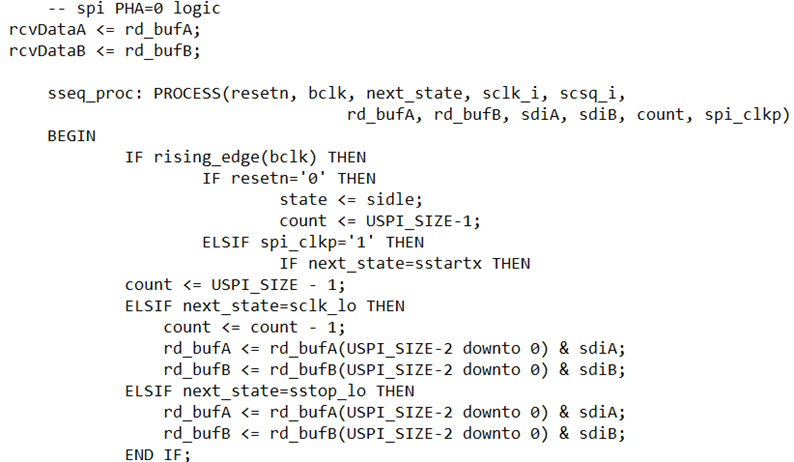 -- spi PHA=0 logic
rcvDataA <= rd_bufA;
rcvDataB <= rd_bufB;
sseq_proc: PROCESS(resetn, bclk, next_state, sclk_i, scsq_i,
rd_bufA, rd_bufB, sdiA, sdiB, count, spi_clkp)
BEGIN
IF rising_edge(bclk) THEN
IF resetn='0' THEN
state <= sidle;
count <= USPI_SIZE-1;
ELSIF spi_clkp='1' THEN
IF next_state=sstartx THEN
count <= USPI_SIZE - 1;
ELSIF next_state=sclk_lo THEN
count <= count - 1;
rd_bufA <= rd_bufA(USPI_SIZE-2 downto 0) & sdiA;
rd_bufB <= rd_bufB(USPI_SIZE-2 downto 0) & sdiB;
ELSIF next_state=sstop_lo THEN
rd_bufA <= rd_bufA(USPI_SIZE-2 downto 0) & sdiA;
rd_bufB <= rd_bufB(USPI_SIZE-2 downto 0) & sdiB;
END IF;